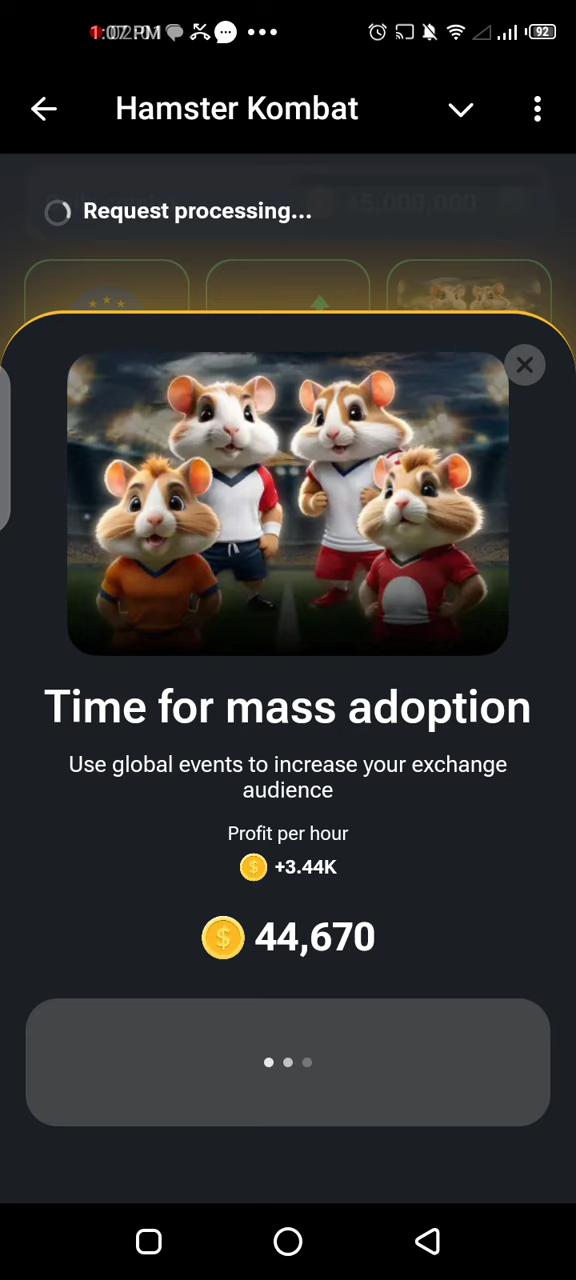 Hamster Kombat
Request processing...
Time for mass adoption
Use global events to increase your exchange
audience
Profit per hour
+3.44K
44,670
92